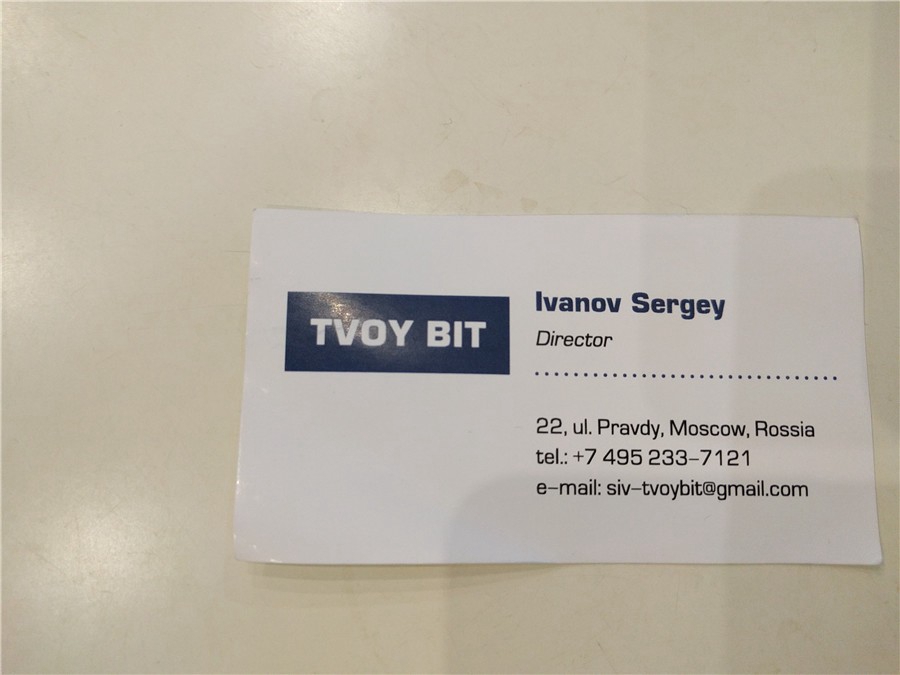 TVOY BIT
Ivanov Sergey
Director
22, ul. Pravdy, Moscow, Rossia
tel.: +7 495 233-7121
e-mail: siv-tvoybit@gmail.com